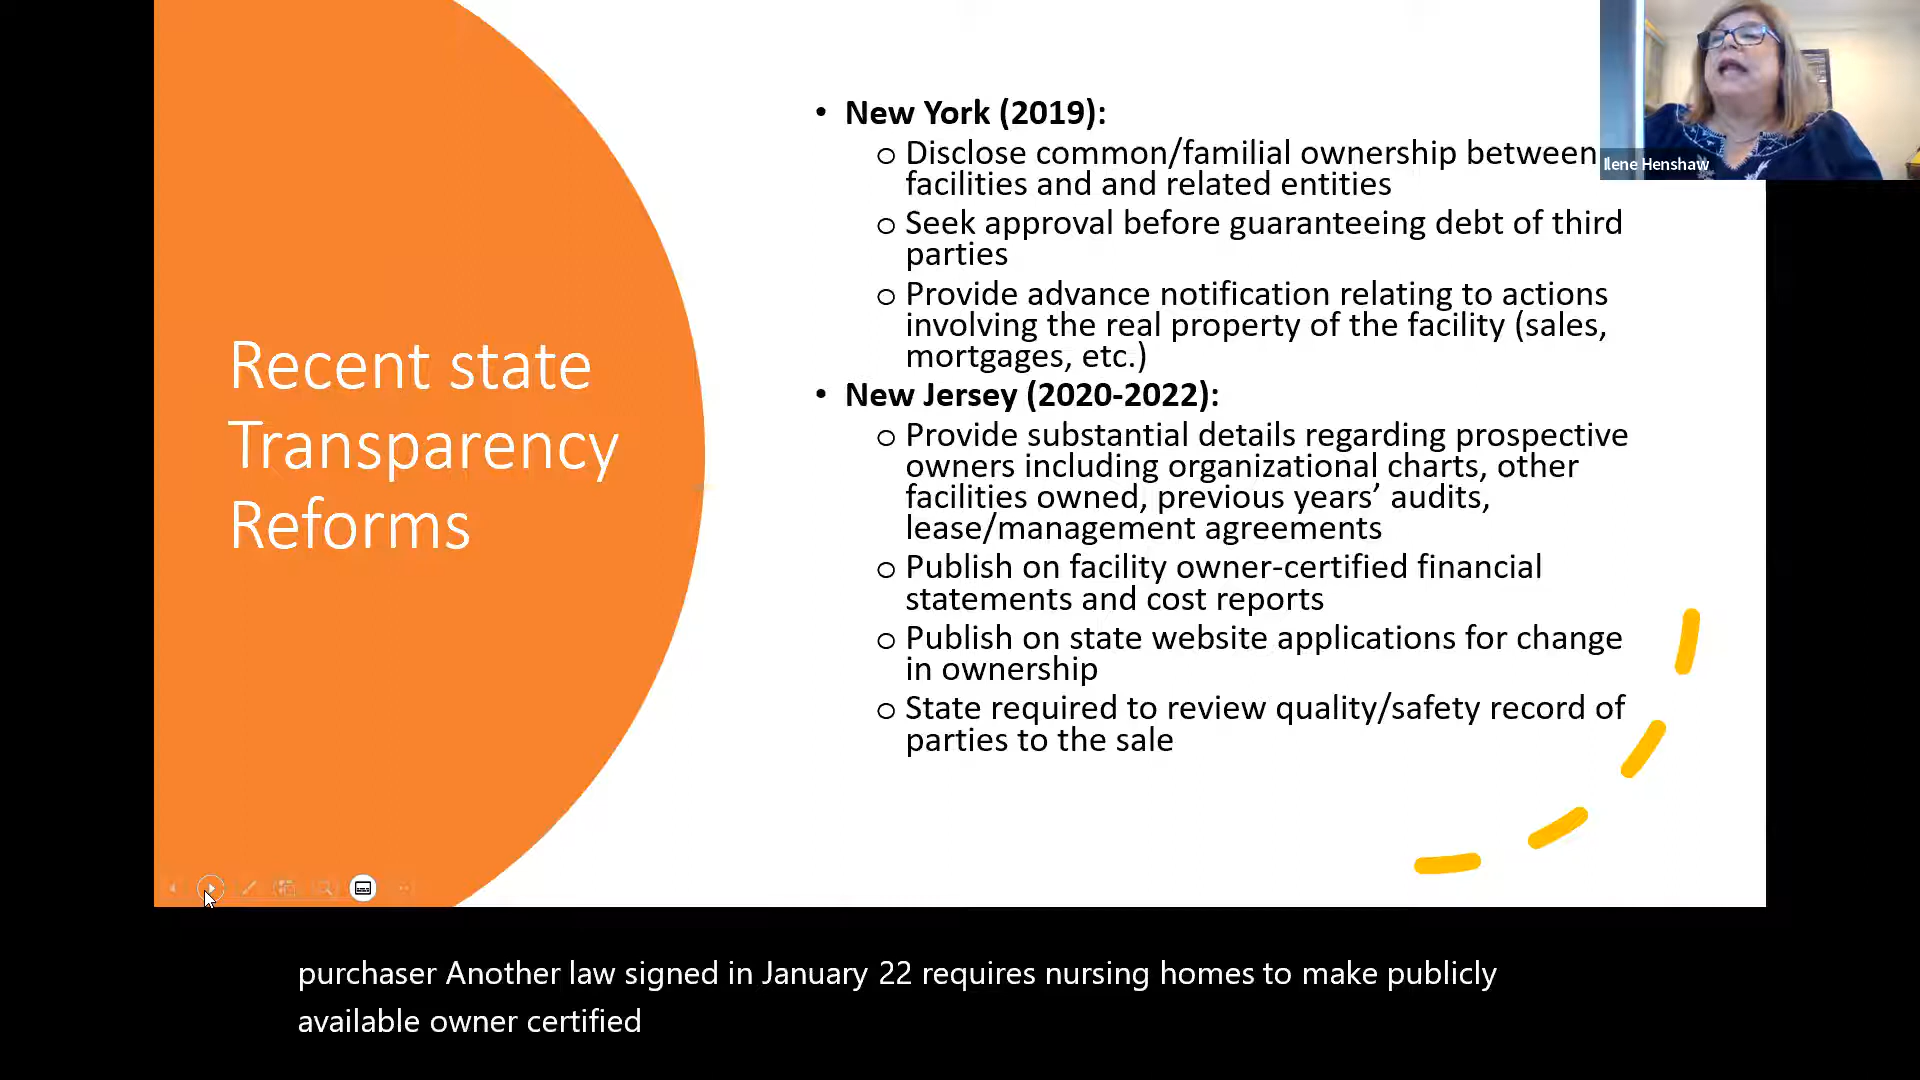 Recent state
Transparency
Reforms
• New York (2019):
o Disclose common/familial ownership between
facilities and and related entities
o Seek approval before guaranteeing debt of third
parties
o Provide advance notification relating to actions
involving the real property of the facility (sales,
mortgages, etc.)
• New Jersey (2020-2022):
o Provide substantial details regarding prospective
owners including organizational charts, other
facilities owned, previous years’ audits,
lease/management agreements
o Publish on facility owner-certified financial
statements and cost reports
o Publish on state website applications for change
in ownership
o State required to review quality/safety record of
parties to the sale
Ilene Henshaw
purchaser Another law signed in January 22 requires nursing homes to make publicly
available owner certified